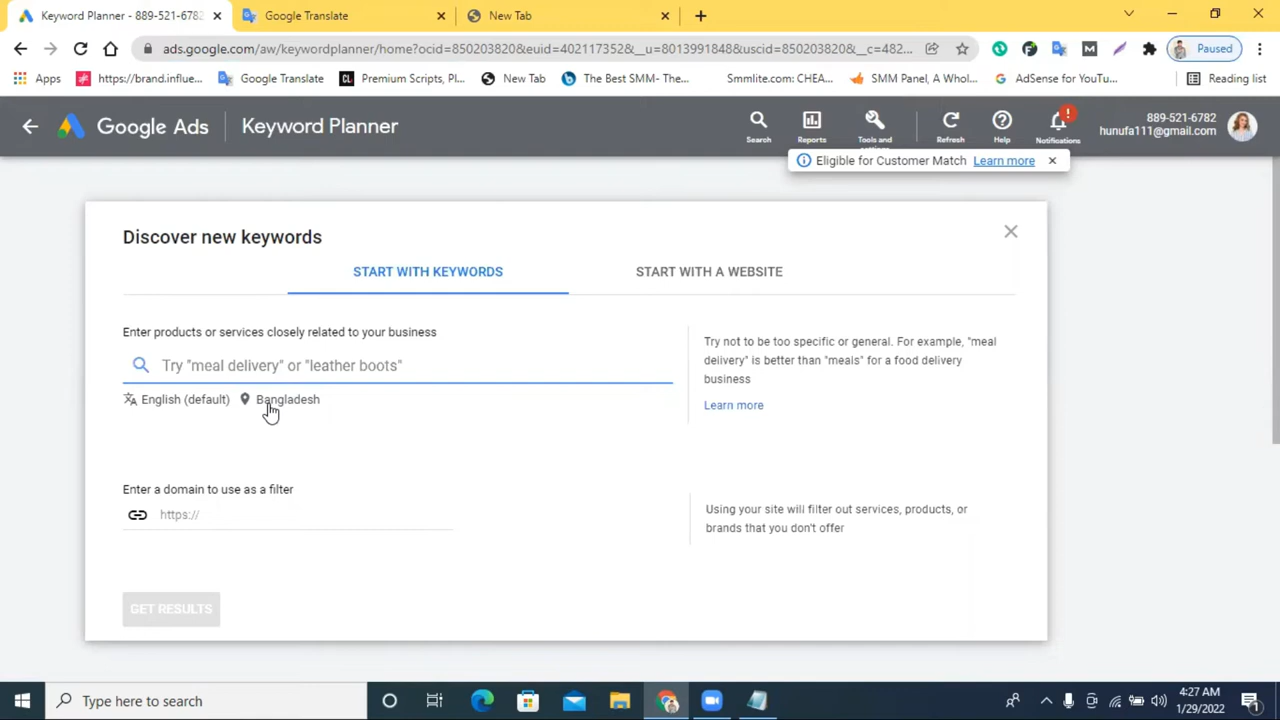 Keyword Planner - 889-521-6782
Google Translate
New Tab
ads.google.com/aw/keywordplanner/home?ocid=850203820&euid=402117352&__u=8013991848&uscid=850203820&__c=482...
Paused
Apps
https://brand.influe...
Google Translate
Premium Scripts, Pl...
New Tab
The Best SMM- The...
Smmlite.com: CHEA...
SMM Panel, A Whol...
AdSense for YouTu...
Reading list
Google Ads
Keyword Planner
Search
Reports
Tools and
Refresh
Help
Notifications
889-521-6782
hunufa111@gmail.com
Eligible for Customer Match Learn more
Discover new keywords
START WITH KEYWORDS
START WITH A WEBSITE
Enter products or services closely related to your business
Try "meal delivery" or "leather boots"
English (default)
Bangladesh
Try not to be too specific or general. For example, "meal
delivery" is better than "meals" for a food delivery
business
Learn more
Enter a domain to use as a filter
https://
Using your site will filter out services, products, or
brands that you don't offer
GET RESULTS
Type here to search
4:27 AM
1/29/2022